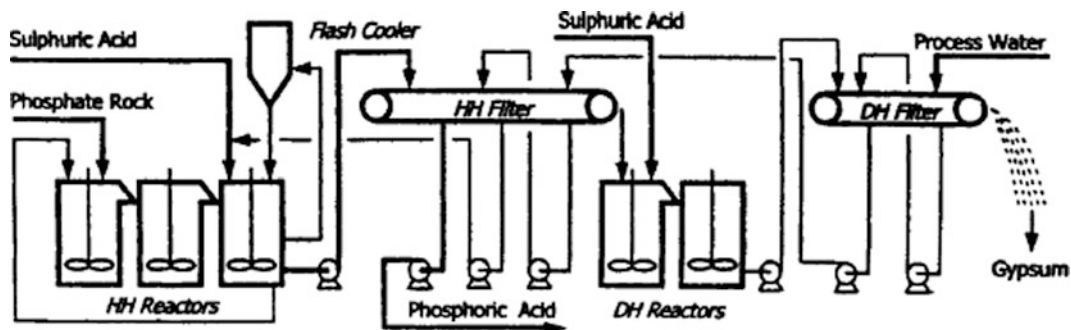 Flash Cooler
Sulphuric Acid
Sulphuric Acid
Process Water
Phosphate Rock
HH Filter
DH Filter
Gypsum
HH Reactors
Phosphoric Acid
DH Reactors